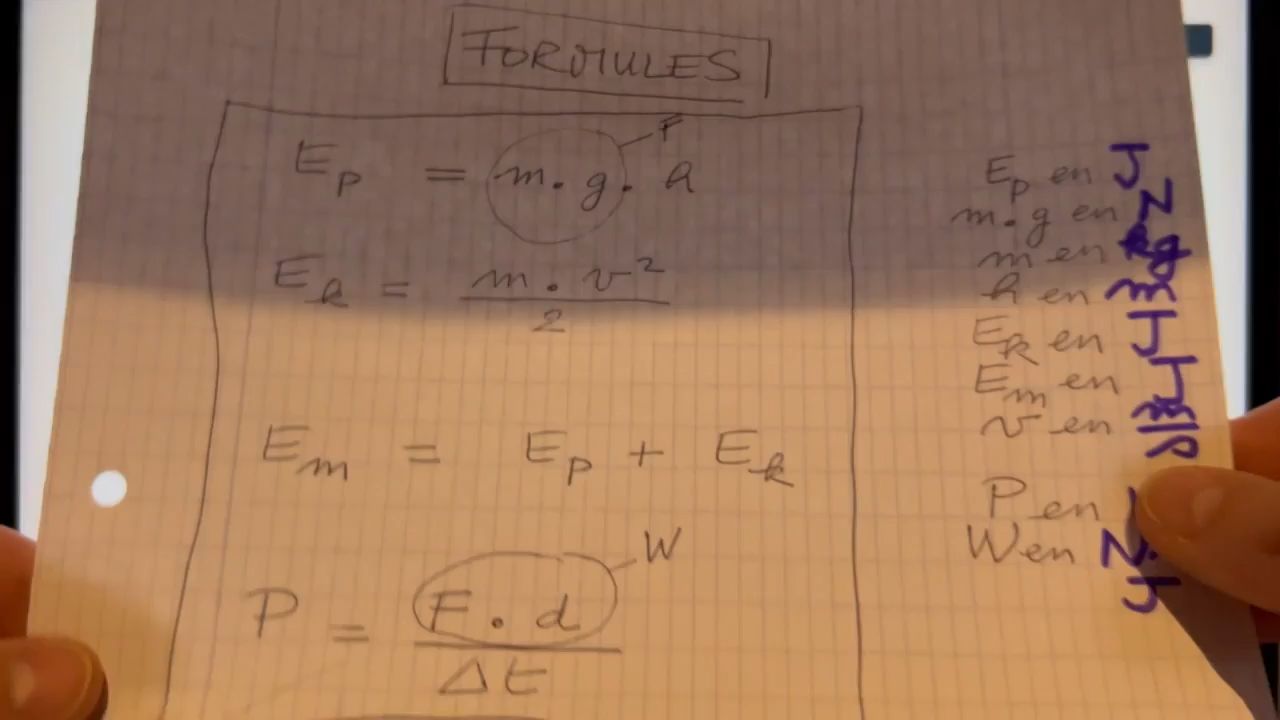 FORMULES
F
Ep = m.g.h
Ek = m.v²
2
Em = Ep + Ek
W
P = F.d
Δt
Ep en J
m.g en N
m en kg
h en m
Ek en J
Em en J
v en m/s
P en
W en J